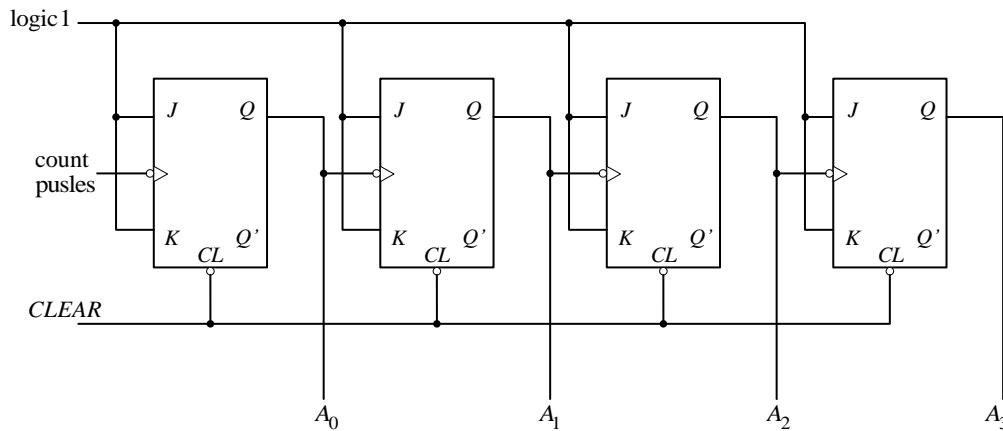 logic 1
J Q J Q J Q J Q
count
pusles
K Q' K Q' K Q' K Q'
CL CL CL CL
CLEAR
A0 A1 A2 A3